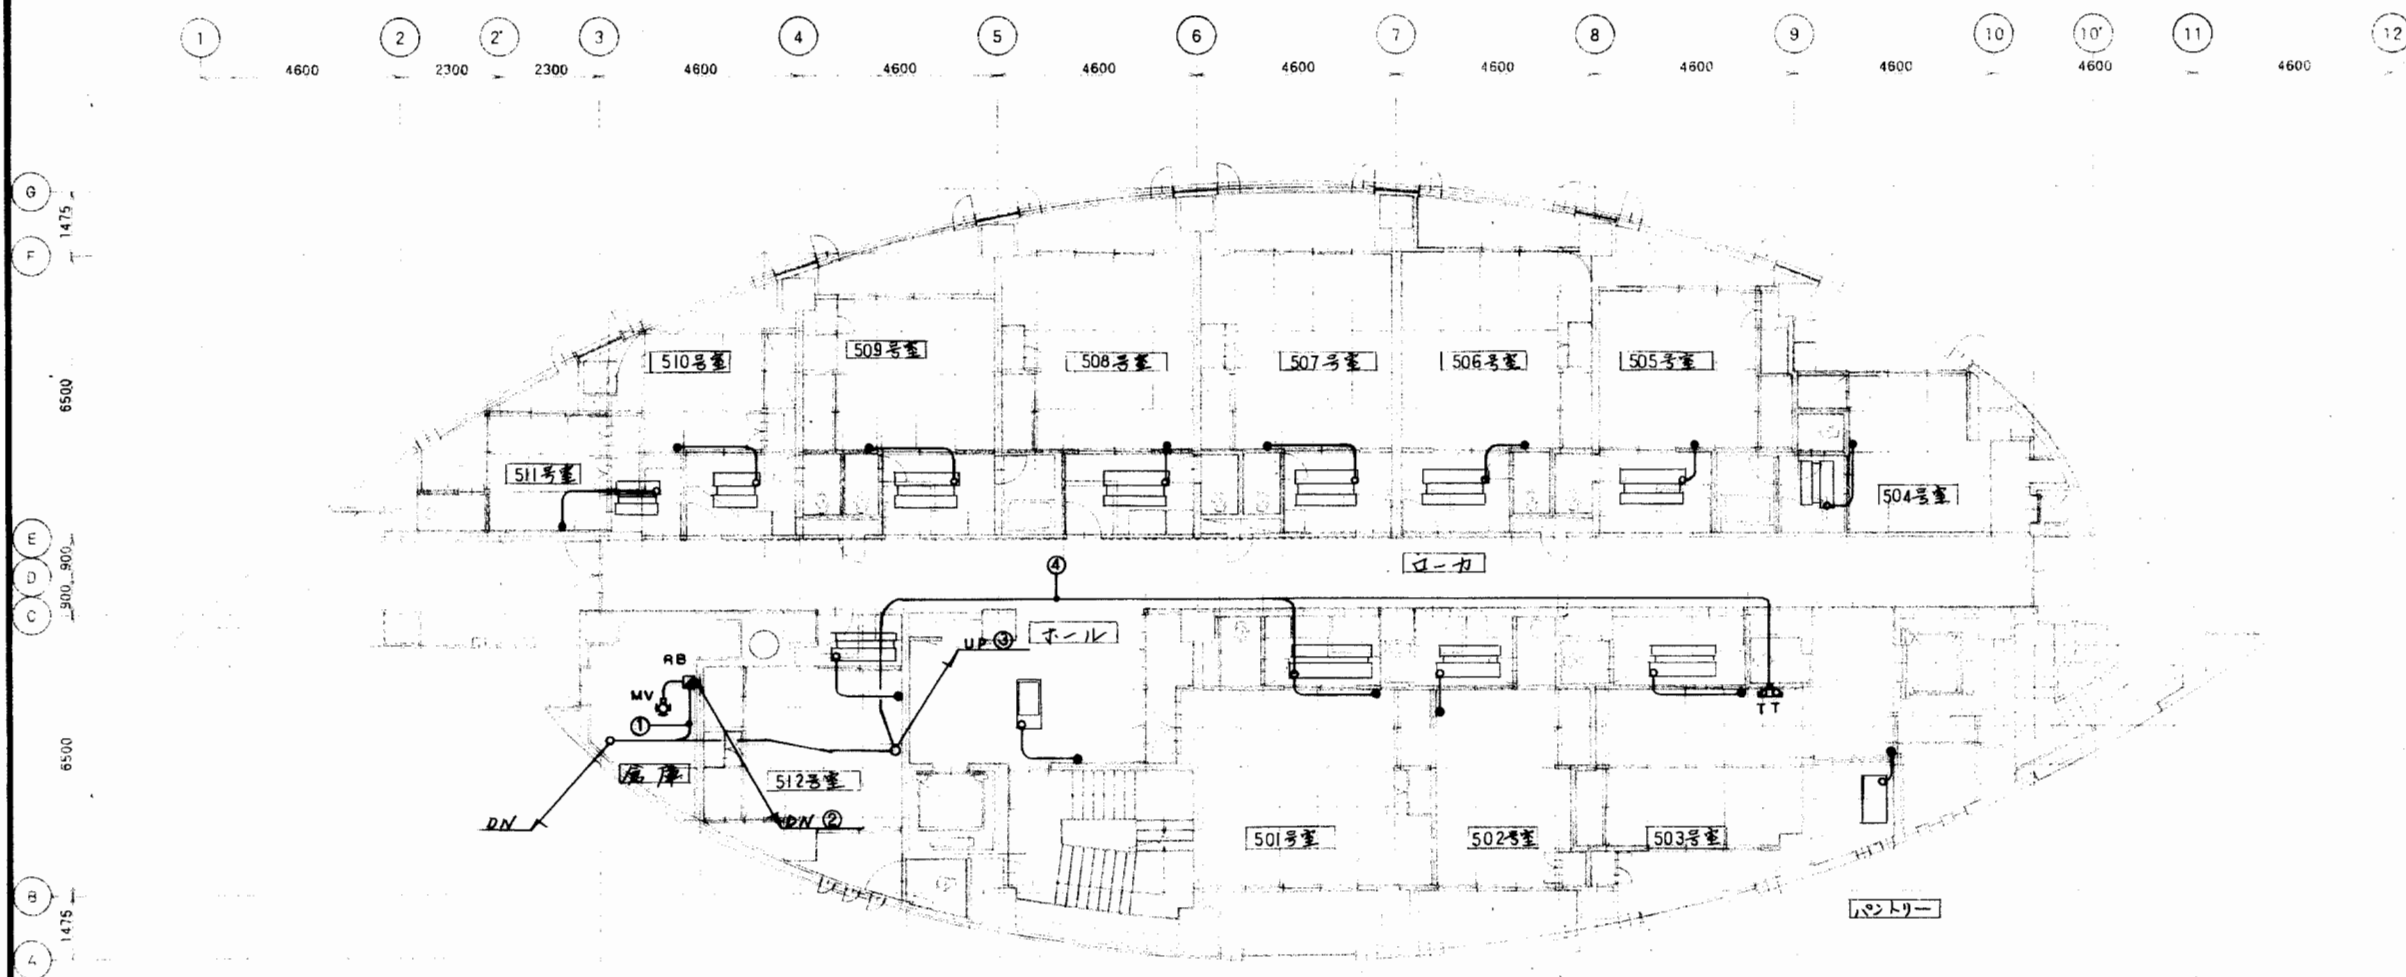 1 2 2' 3 4 5 6 7 8 9 10 10' 11 12
4600 2300 2300 4600 4600 4600 4600 4600 4600 4600 4600 4600
G
1475
F
6500
E
900
D
900
C
6500
B
1475
A
510号室
509号室
508号室
507号室
506号室
505号室
511号室
504号室
④
ローカ
UP ③
ホール
RB
MV
①
TT
倉庫
512号室
DN
DN ②
501号室
502号室
503号室
パントリー